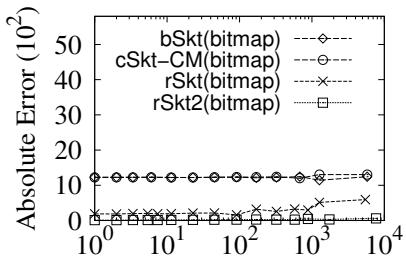 Absolute Error (10^2)
50
40
30
20
10
0
bSkt(bitmap)
cSkt-CM(bitmap)
rSkt(bitmap)
rSkt2(bitmap)
10^0 10^1 10^2 10^3 10^4